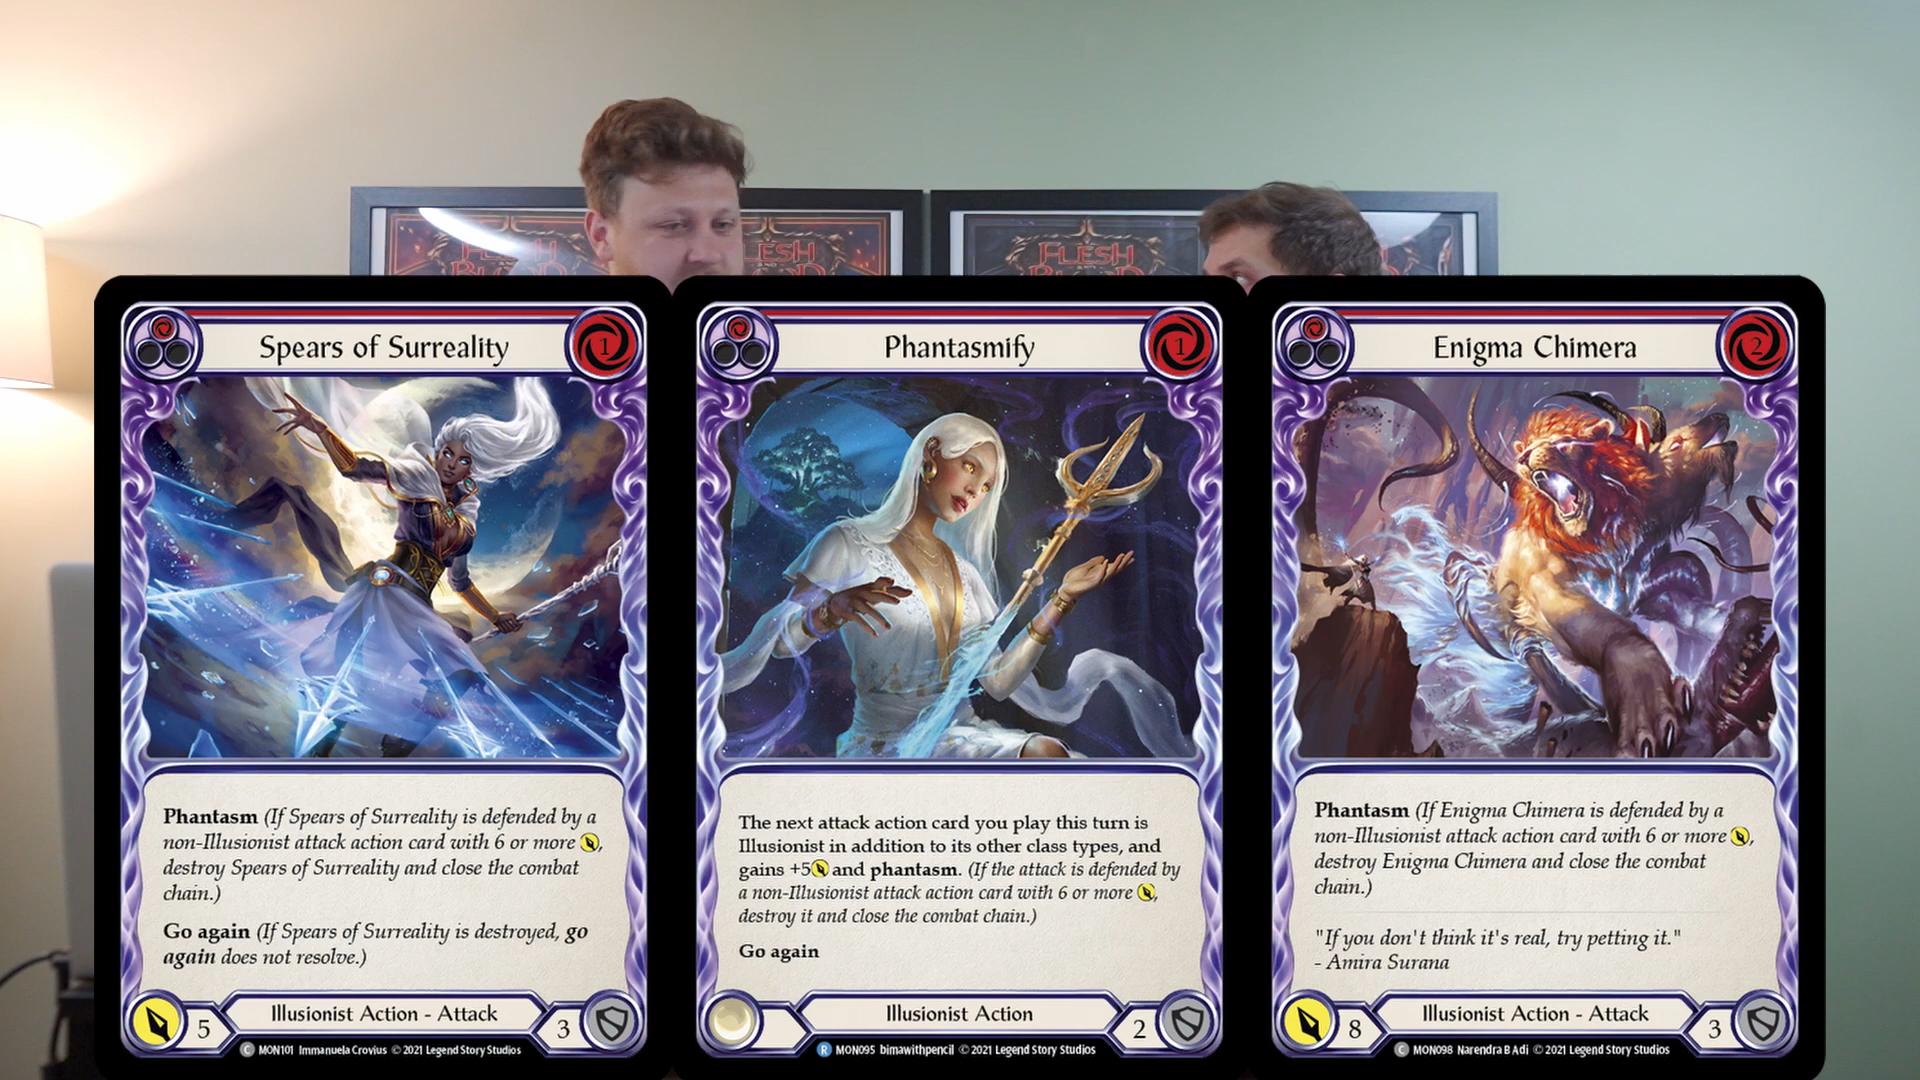 FLESH
AND
BLOOD
FLESH
BLOOD
FLESH
AND
BLOOD
Spears of Surreality
1
Phantasm (If Spears of Surreality is defended by a
non-Illusionist attack action card with 6 or more ,
destroy Spears of Surreality and close the combat
chain.)
Go again (If Spears of Surreality is destroyed, go
again does not resolve.)
5
Illusionist Action - Attack
3
C MON101 Immanuela Crovius © 2021 Legend Story Studios
Phantasmify
1
The next attack action card you play this turn is
Illusionist in addition to its other class types, and
gains +5 and phantasm. (If the attack is defended by
a non-Illusionist attack action card with 6 or more ,
destroy it and close the combat chain.)
Go again
Illusionist Action
2
R MON095 bimawithpencil © 2021 Legend Story Studios
Enigma Chimera
2
Phantasm (If Enigma Chimera is defended by a
non-Illusionist attack action card with 6 or more ,
destroy Enigma Chimera and close the combat
chain.)
"If you don't think it's real, try petting it."
- Amira Surana
8
Illusionist Action - Attack
3
C MON098 Narendra B Adi © 2021 Legend Story Studios